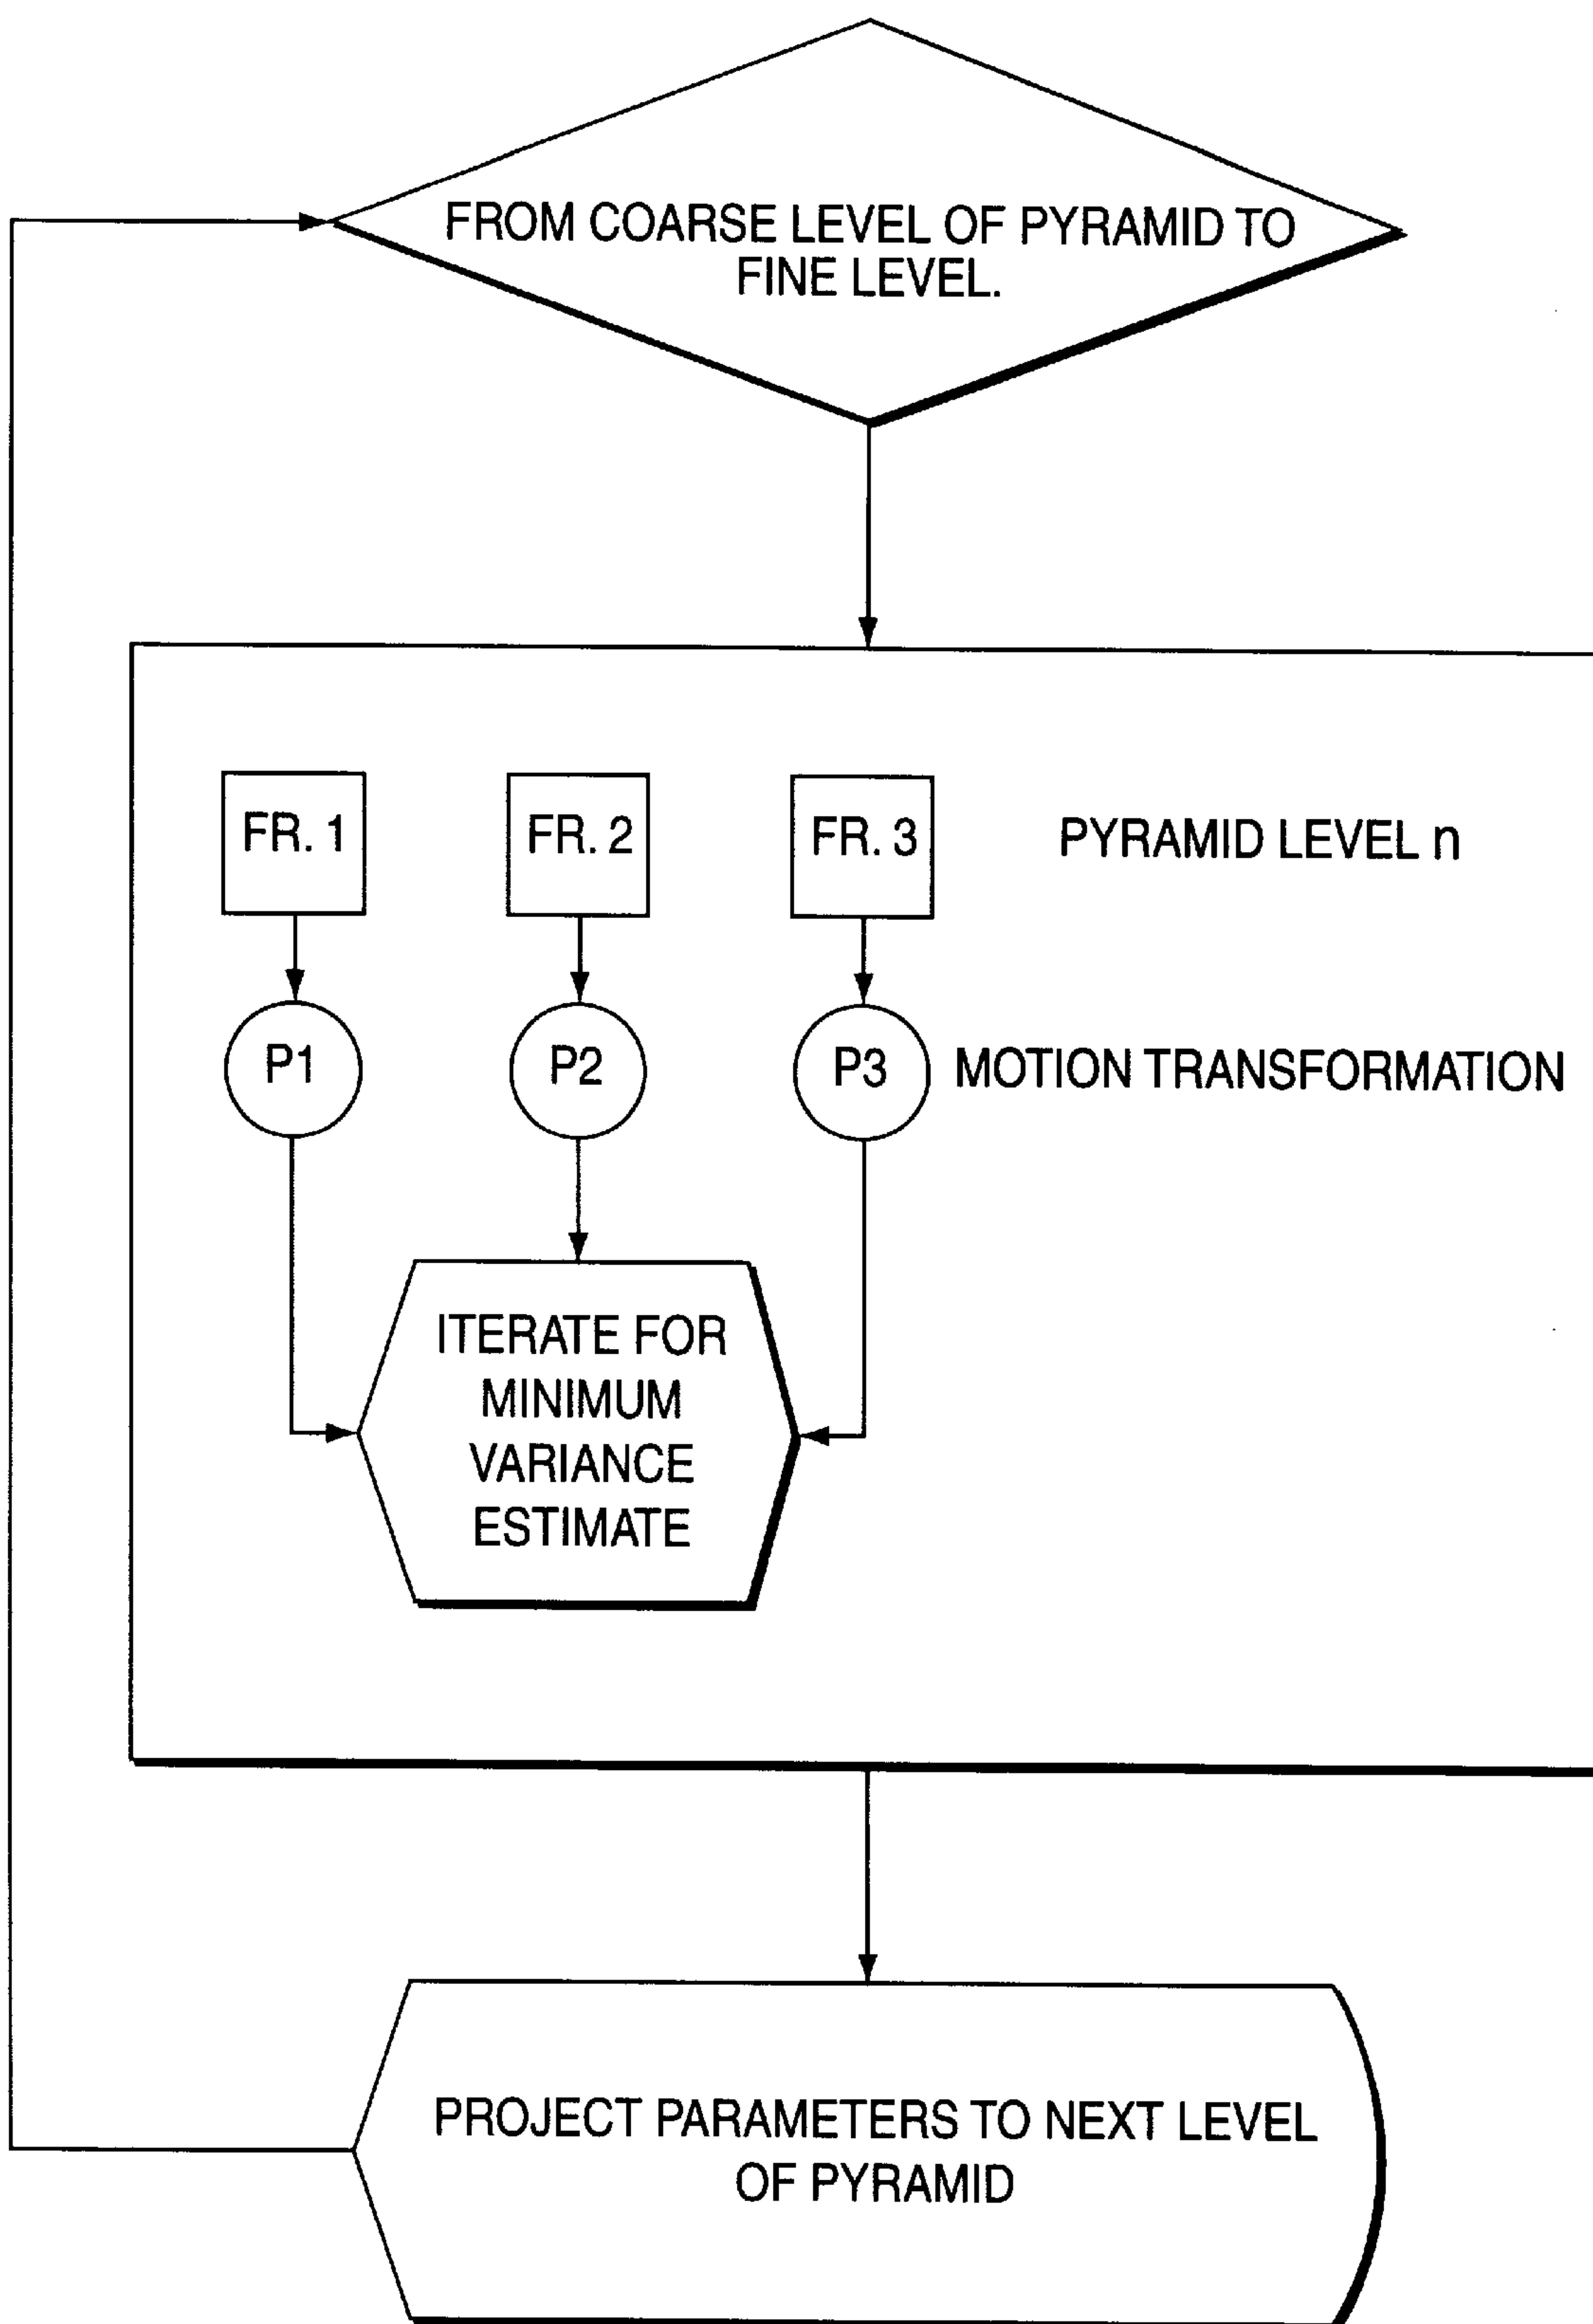 FROM COARSE LEVEL OF PYRAMID TO
FINE LEVEL.
FR. 1
FR. 2
FR. 3
PYRAMID LEVEL n
P1
P2
P3
MOTION TRANSFORMATION
ITERATE FOR
MINIMUM
VARIANCE
ESTIMATE
PROJECT PARAMETERS TO NEXT LEVEL
OF PYRAMID